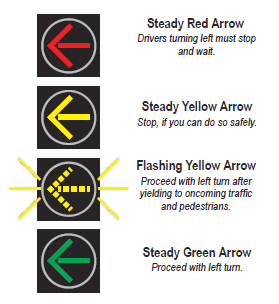 Steady Red Arrow
Drivers turning left must stop
and wait.
Steady Yellow Arrow
Stop, if you can do so safely.
Flashing Yellow Arrow
Proceed with left turn after
yielding to oncoming traffic
and pedestrians.
Steady Green Arrow
Proceed with left turn.